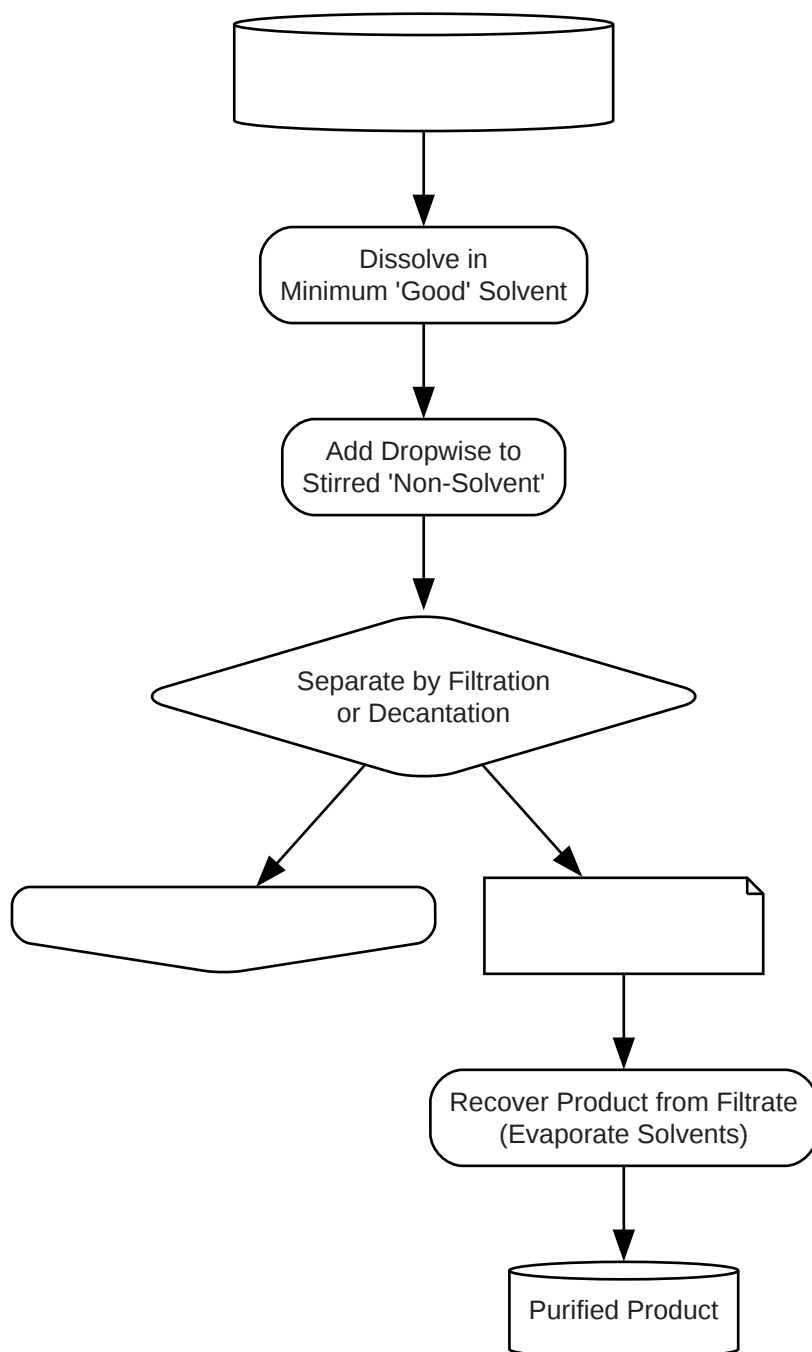 Dissolve in
Minimum 'Good' Solvent
Add Dropwise to
Stirred 'Non-Solvent'
Separate by Filtration
or Decantation
Recover Product from Filtrate
(Evaporate Solvents)
Purified Product